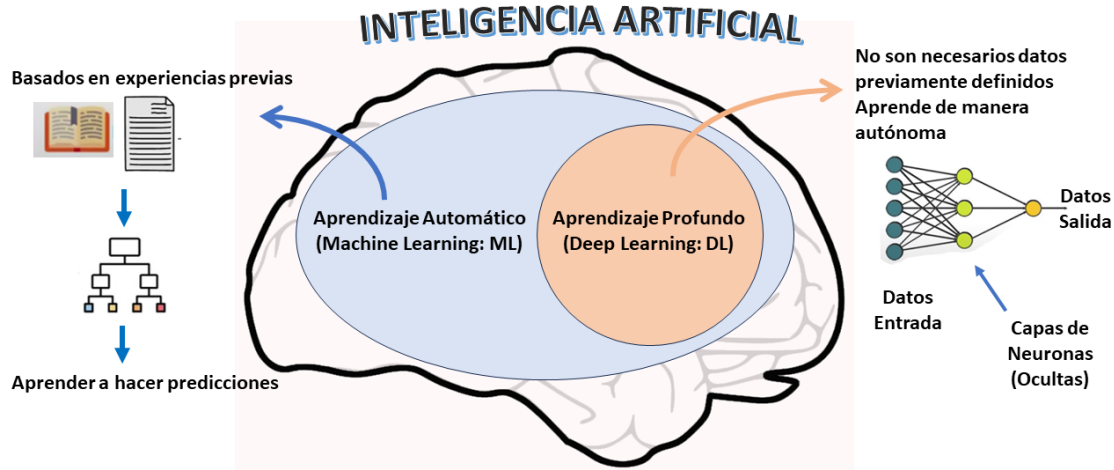 INTELIGENCIA ARTIFICIAL
Basados en experiencias previas
Aprender a hacer predicciones
Aprendizaje Automático
(Machine Learning: ML)
Aprendizaje Profundo
(Deep Learning: DL)
No son necesarios datos
previamente definidos
Aprende de manera
autónoma
Datos
Salida
Datos
Entrada
Capas de
Neuronas
(Ocultas)